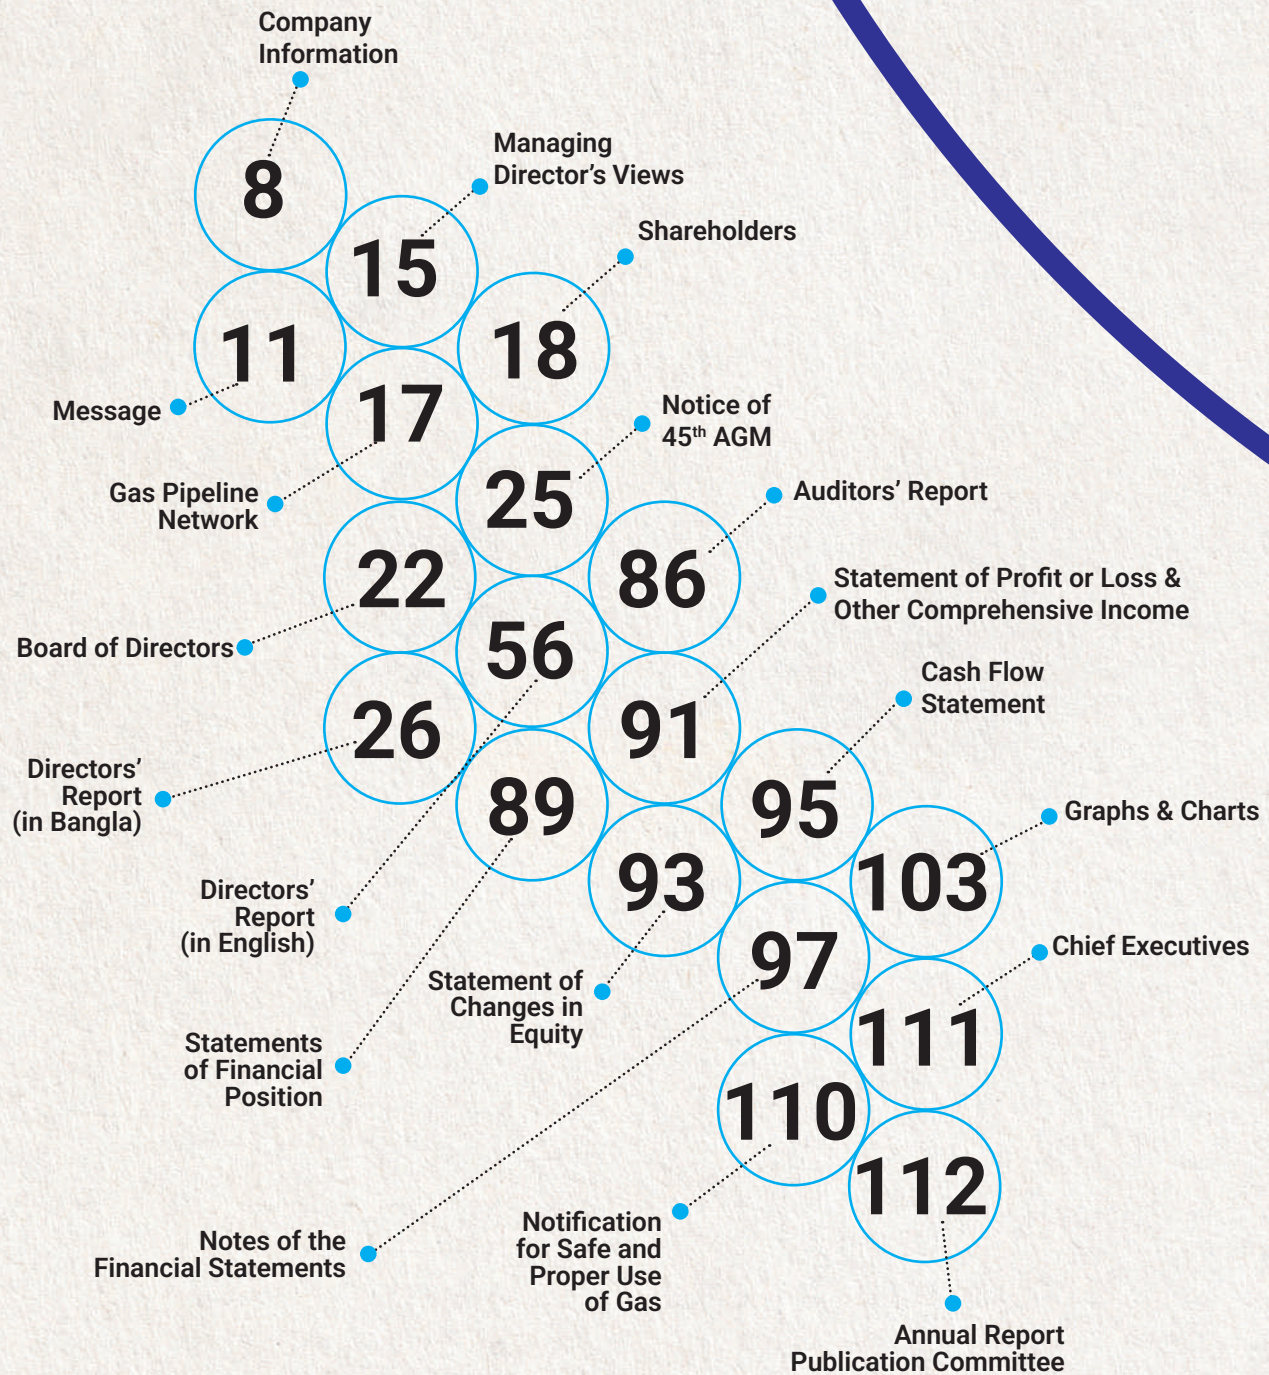 Company
Information
8
Managing
Director’s Views
15
Shareholders
18
11
Message
17
Gas Pipeline
Network
Notice of
45th AGM
25
Auditors’ Report
86
22
Board of Directors
Statement of Profit or Loss &
Other Comprehensive Income
91
56
Directors’
Report
(in English)
26
Directors’
Report
(in Bangla)
Cash Flow
Statement
95
89
Statements
of Financial
Position
Graphs & Charts
103
93
Statement of
Changes in
Equity
97
Notes of the
Financial Statements
Chief Executives
111
110
Notification
for Safe and
Proper Use
of Gas
112
Annual Report
Publication Committee